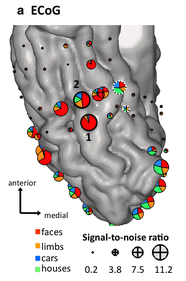 a ECoG
2
1
anterior
medial
faces
limbs
cars
houses
Signal-to-noise ratio
0.2 3.8 7.5 11.2